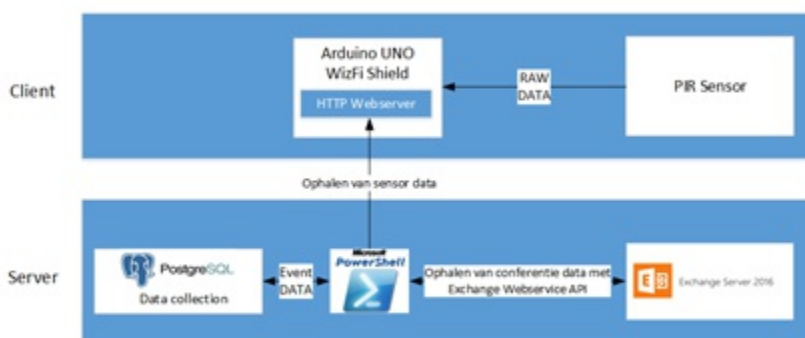 Client
Arduino UNO
WizFi Shield
HTTP Webserver
RAW
DATA
PIR Sensor
Ophalen van sensor data
Server
PostgreSQL
Data collection
Event
DATA
Microsoft
PowerShell
Ophalen van conferentie data met
Exchange Webservice API
Exchange Server 2016